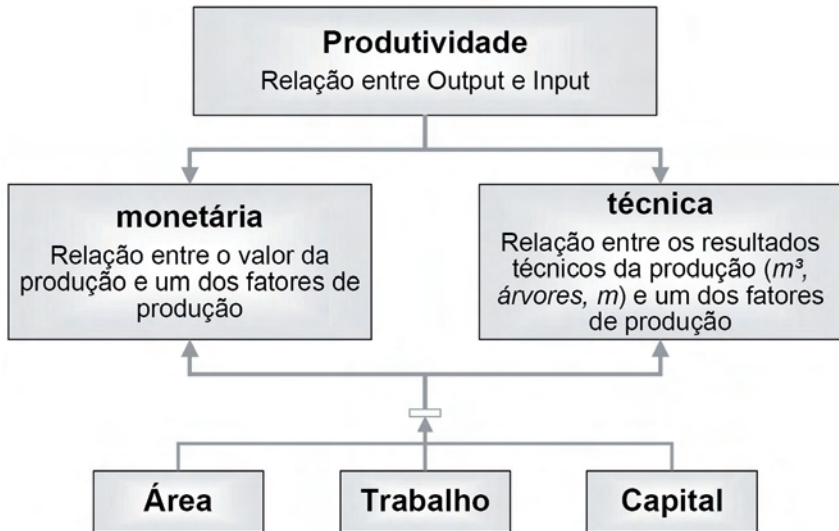 Produtividade
Relação entre Output e Input
monetária
Relação entre o valor da
produção e um dos fatores de
produção
técnica
Relação entre os resultados
técnicos da produção (m³,
árvores, m) e um dos fatores
de produção
Área
Trabalho
Capital